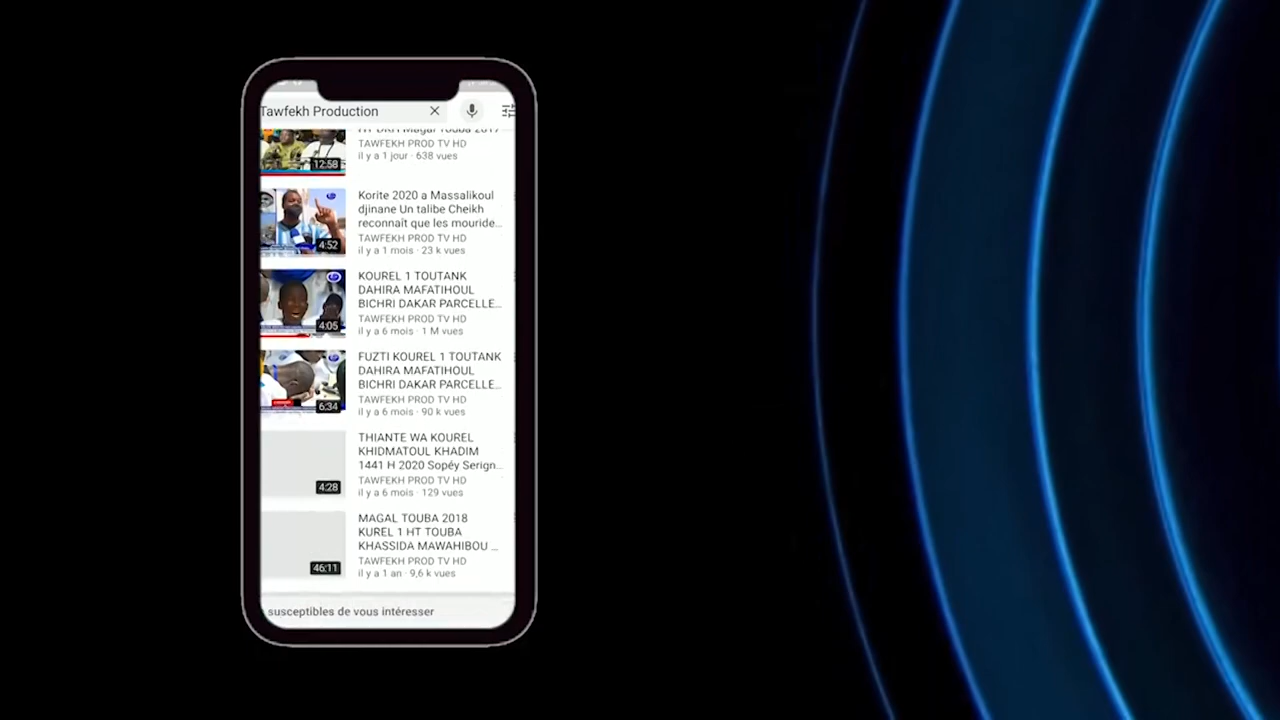 Tawfekh Production
HT DKH Magal Touba 2017
TAWFEKH PROD TV HD
il y a 1 jour · 638 vues
12:58
Korite 2020 a Massalikoul
djinane Un talibe Cheikh
reconnaît que les mouride...
TAWFEKH PROD TV HD
il y a 1 mois · 23 k vues
4:52
KOUREL 1 TOUTANK
DAHIRA MAFATIHOUL
BICHRI DAKAR PARCELLE...
TAWFEKH PROD TV HD
il y a 6 mois · 1 M vues
4:05
FUZTI KOUREL 1 TOUTANK
DAHIRA MAFATIHOUL
BICHRI DAKAR PARCELLE...
TAWFEKH PROD TV HD
il y a 6 mois · 90 k vues
6:34
THIANTE WA KOUREL
KHIDMATOUL KHADIM
1441 H 2020 Sopéy Serign...
TAWFEKH PROD TV HD
il y a 6 mois · 129 vues
4:28
MAGAL TOUBA 2018
KUREL 1 HT TOUBA
KHASSIDA MAWAHIBOU ...
TAWFEKH PROD TV HD
il y a 1 an · 9,6 k vues
46:11
susceptibles de vous intéresser